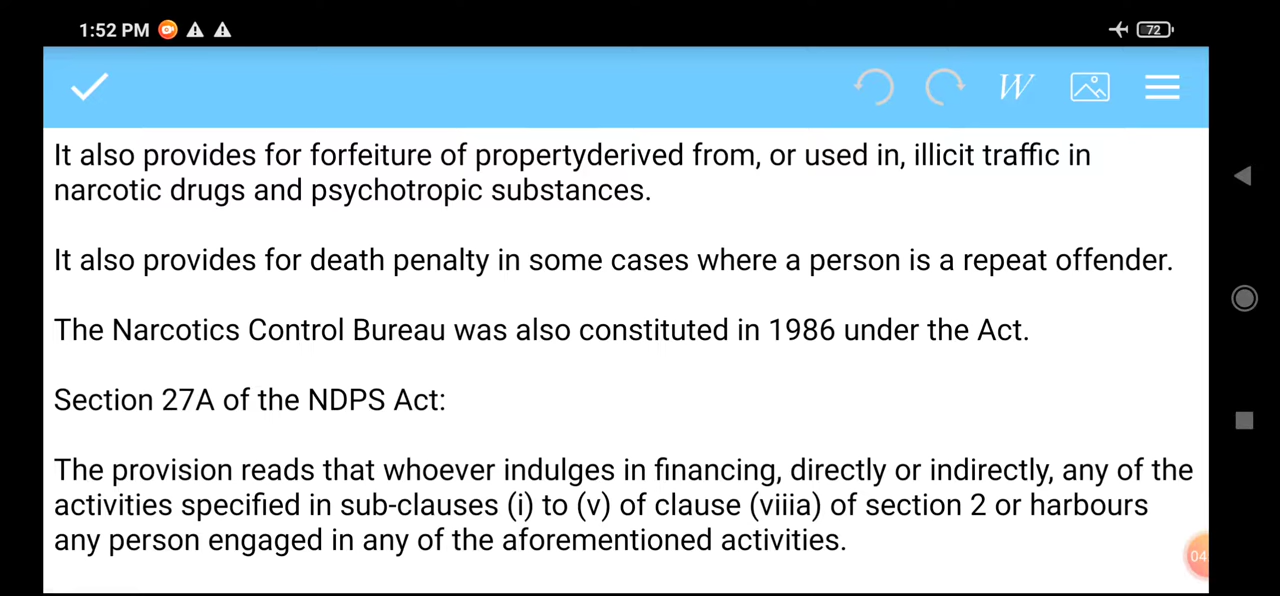 1:52 PM
72
W
It also provides for forfeiture of propertyderived from, or used in, illicit traffic in
narcotic drugs and psychotropic substances.
It also provides for death penalty in some cases where a person is a repeat offender.
The Narcotics Control Bureau was also constituted in 1986 under the Act.
Section 27A of the NDPS Act:
The provision reads that whoever indulges in financing, directly or indirectly, any of the
activities specified in sub-clauses (i) to (v) of clause (viiia) of section 2 or harbours
any person engaged in any of the aforementioned activities.
04